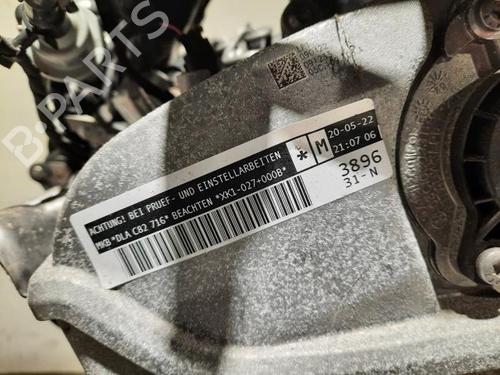 B-PARTS
ACHTUNG! BEI PRUEF- UND EINSTELLARBEITEN
MKB *DLA C82 716* BEACHTEN *XK1-027+000B*
* M
20-05-22
21:07 06
3896
31-N